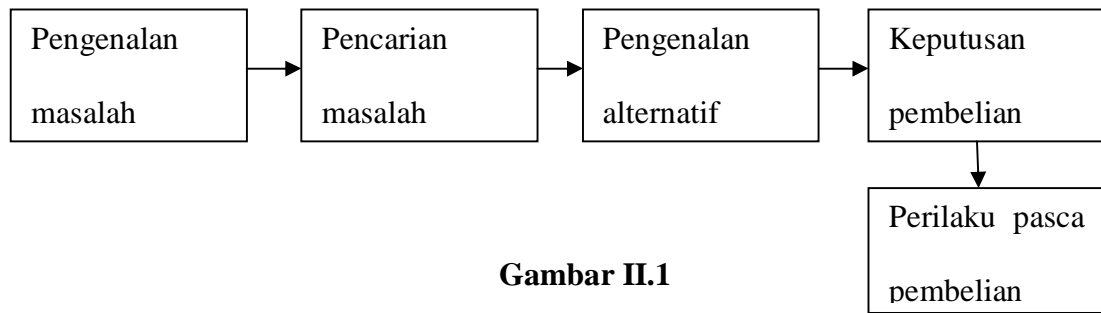 Pengenalan
masalah
Pencarian
masalah
Pengenalan
alternatif
Keputusan
pembelian
Perilaku pasca
pembelian
Gambar II.1